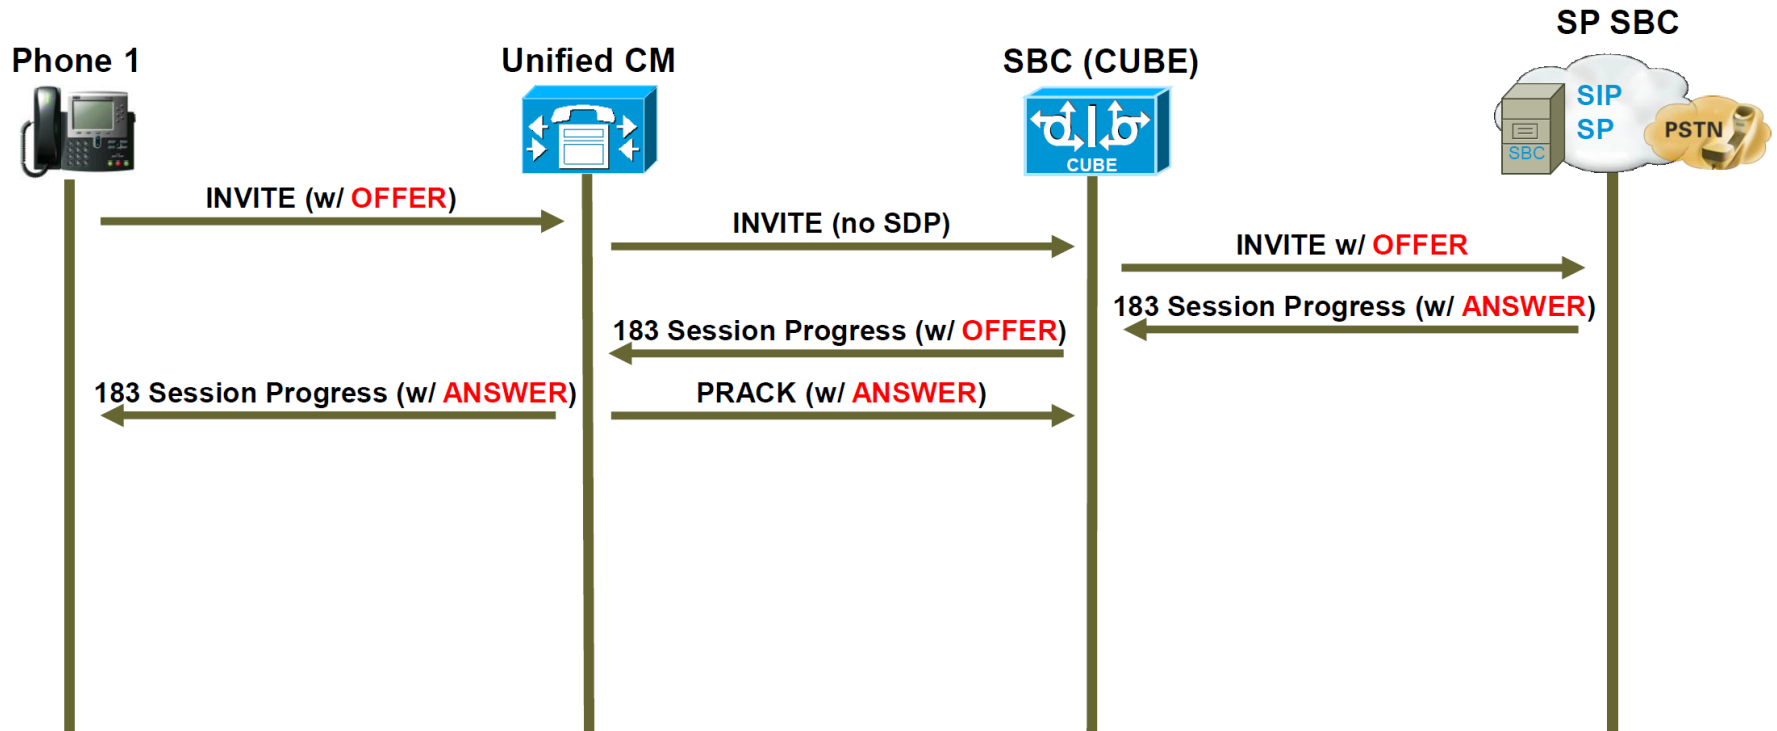 SP SBC
Phone 1
Unified CM
SBC (CUBE)
SIP
SP
PSTN
SBC
CUBE
INVITE (w/ OFFER)
INVITE (no SDP)
INVITE w/ OFFER
183 Session Progress (w/ ANSWER)
183 Session Progress (w/ OFFER)
183 Session Progress (w/ ANSWER)
PRACK (w/ ANSWER)